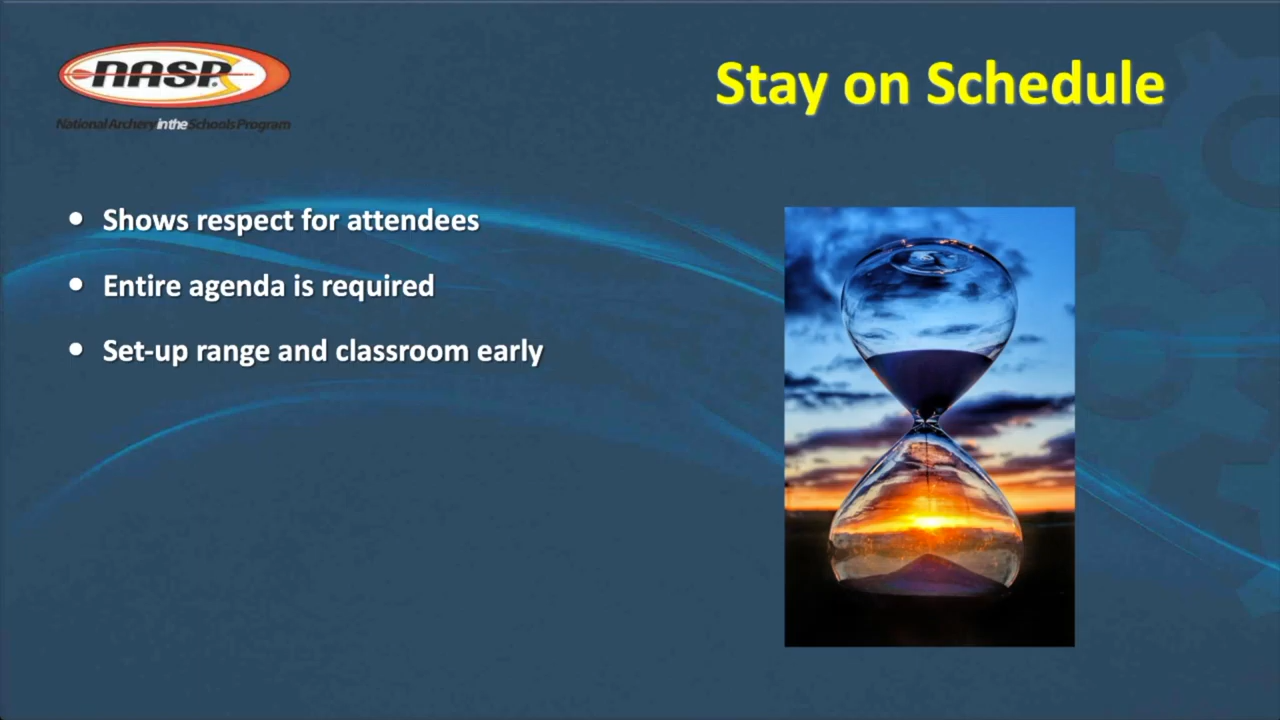 NASP
National Archery in the Schools Program
Stay on Schedule
Shows respect for attendees
Entire agenda is required
Set-up range and classroom early